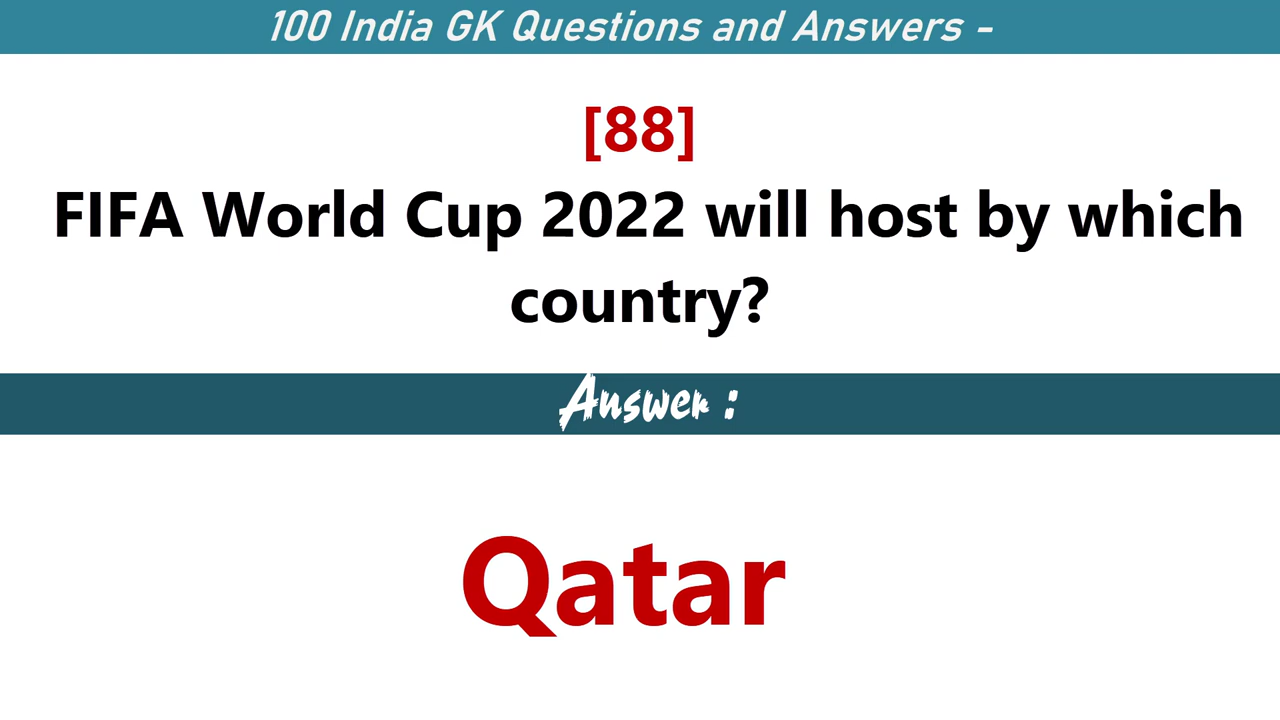 100 India GK Questions and Answers -
[88]
FIFA World Cup 2022 will host by which
country?
Answer :
Qatar